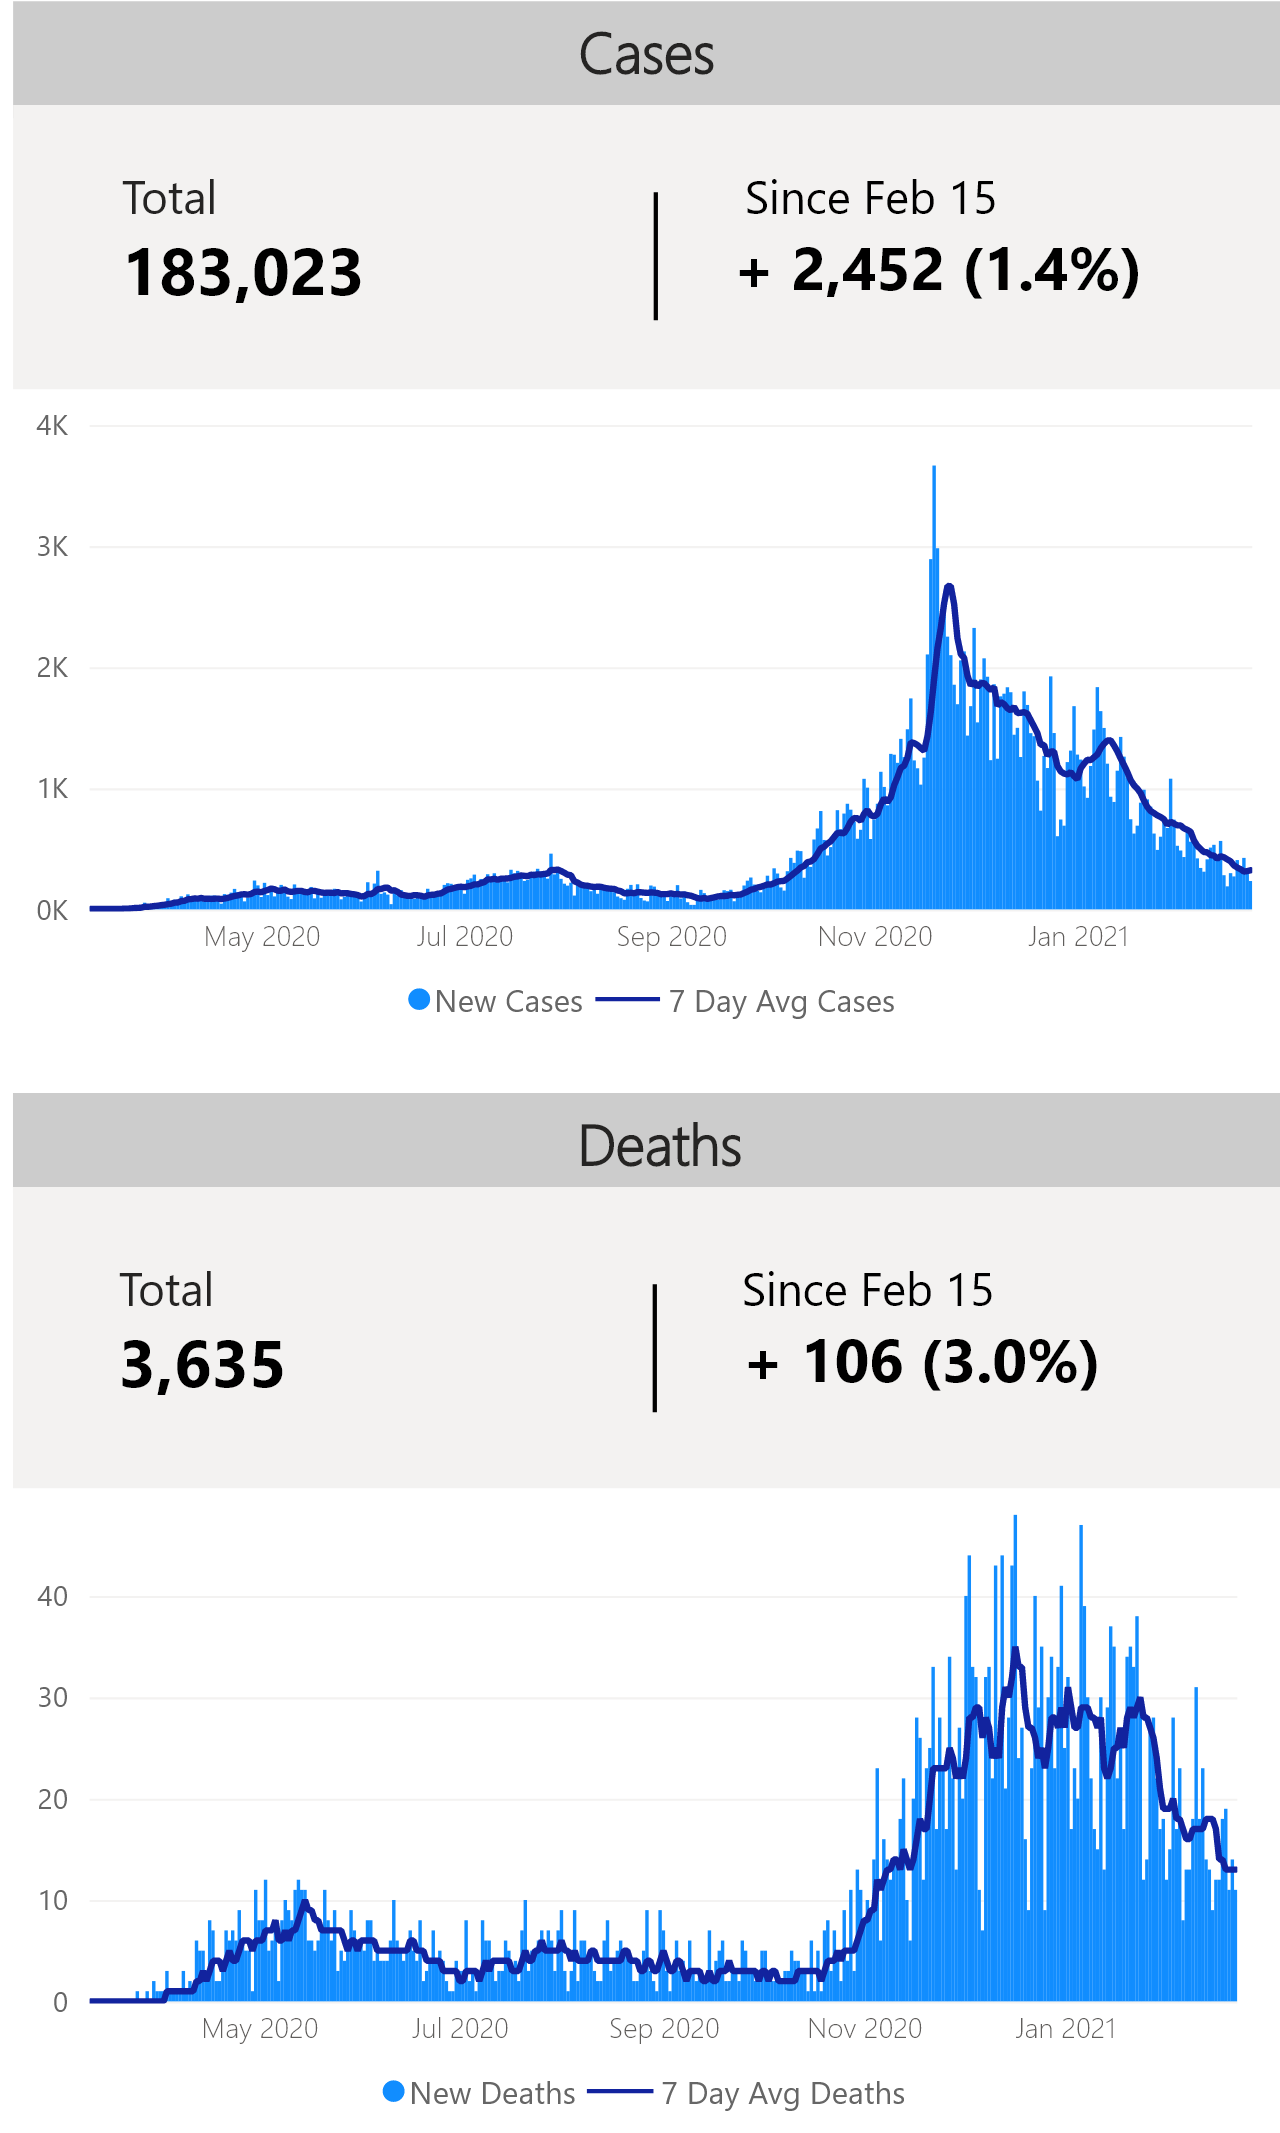 Cases
Total
Since Feb 15
183,023
+ 2,452 (1.4%)
4K
3K
2K
1K
0K
May 2020
Jul 2020
Sep 2020
Nov 2020
Jan 2021
New Cases
7 Day Avg Cases
Deaths
Total
Since Feb 15
3,635
+ 106 (3.0%)
40
30
20
10
0
May 2020
Jul 2020
Sep 2020
Nov 2020
Jan 2021
New Deaths
7 Day Avg Deaths